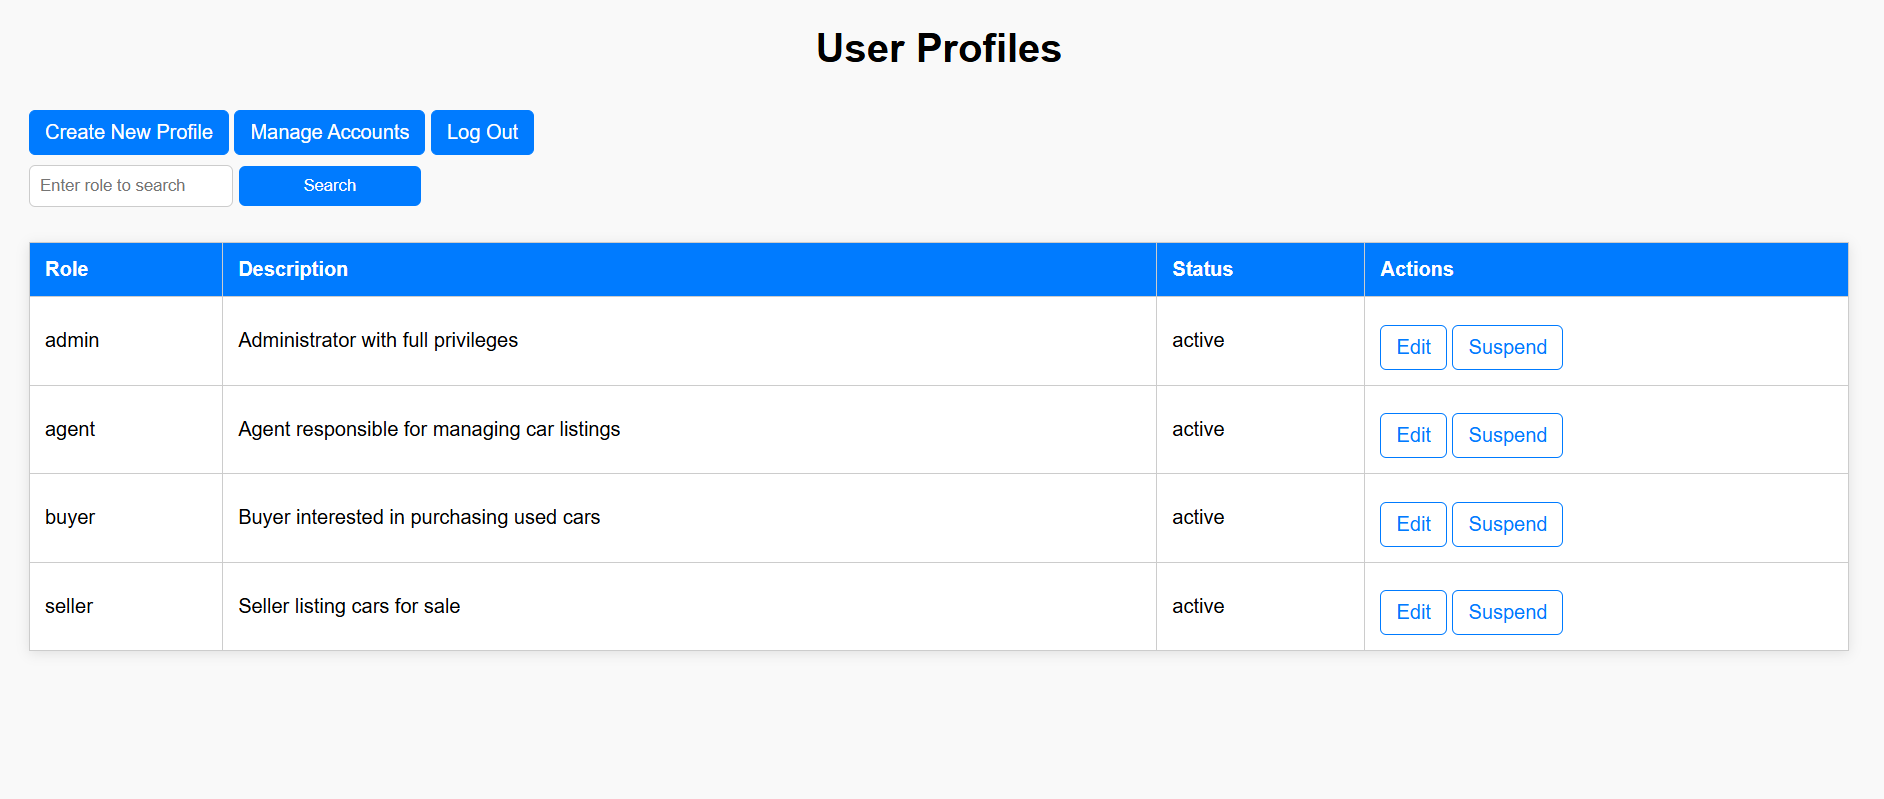 User Profiles
Create New Profile Manage Accounts Log Out
Enter role to search Search
Role Description Status Actions
admin Administrator with full privileges active Edit Suspend
agent Agent responsible for managing car listings active Edit Suspend
buyer Buyer interested in purchasing used cars active Edit Suspend
seller Seller listing cars for sale active Edit Suspend